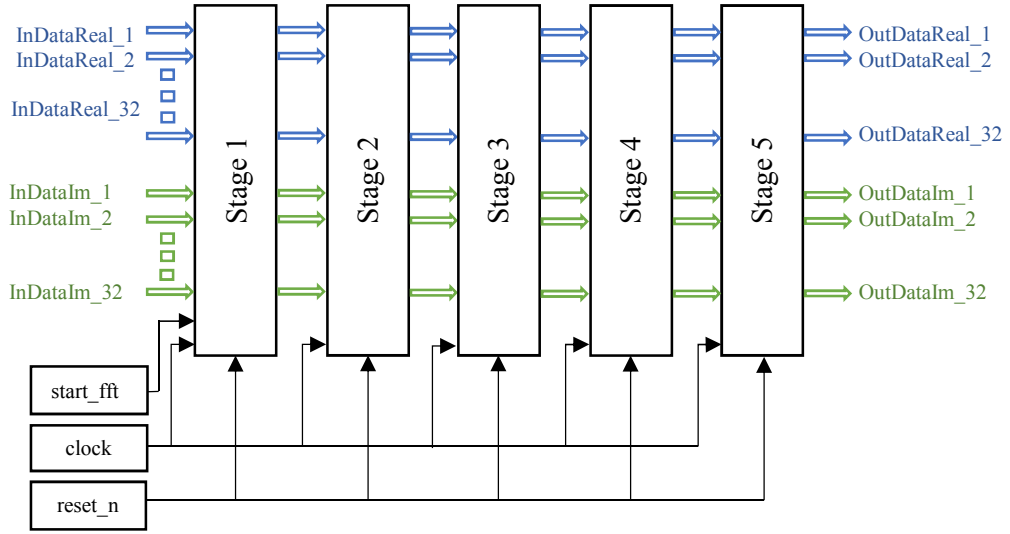 InDataReal_1
InDataReal_2
InDataReal_32
InDataIm_1
InDataIm_2
InDataIm_32
Stage 1
Stage 2
Stage 3
Stage 4
Stage 5
OutDataReal_1
OutDataReal_2
OutDataReal_32
OutDataIm_1
OutDataIm_2
OutDataIm_32
start_fft
clock
reset_n